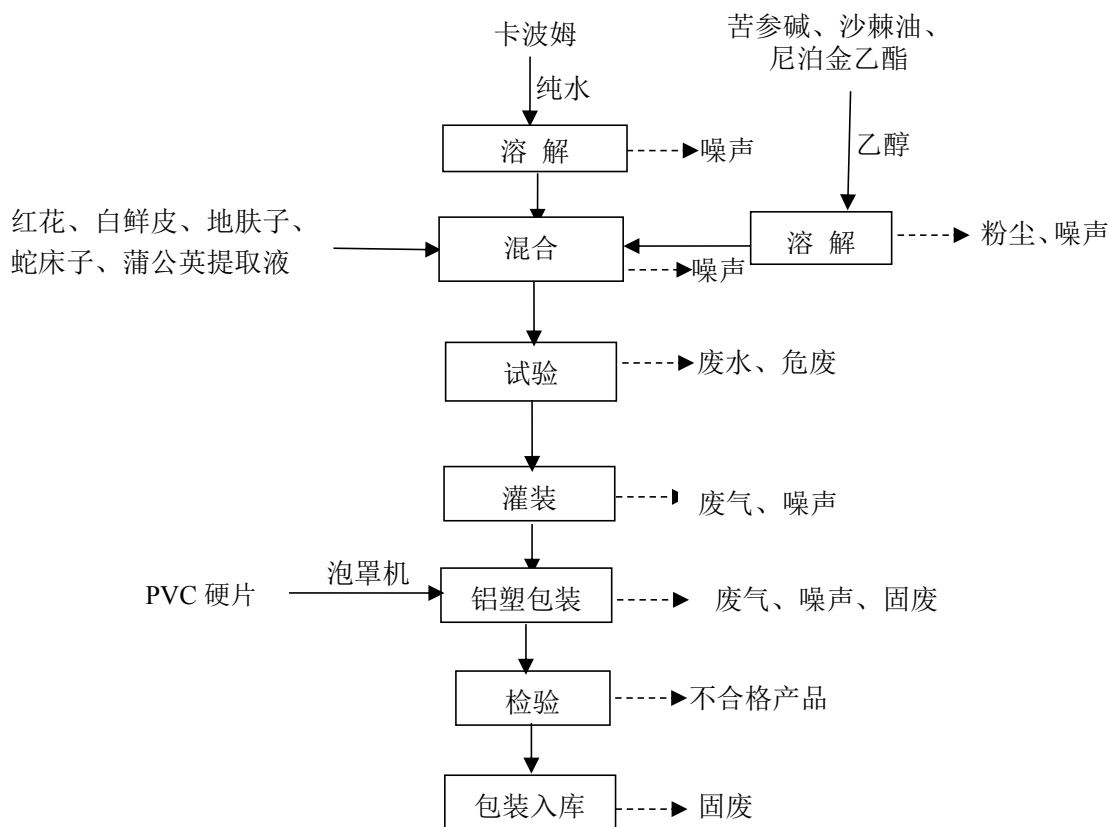 卡波姆
苦参碱、沙棘油、
尼泊金乙酯
纯水
乙醇
溶 解
噪声
红花、白鲜皮、地肤子、
蛇床子、蒲公英提取液
混合
噪声
溶 解
粉尘、噪声
试验
废水、危废
灌装
废气、噪声
PVC 硬片
泡罩机
铝塑包装
废气、噪声、固废
检验
不合格产品
包装入库
固废